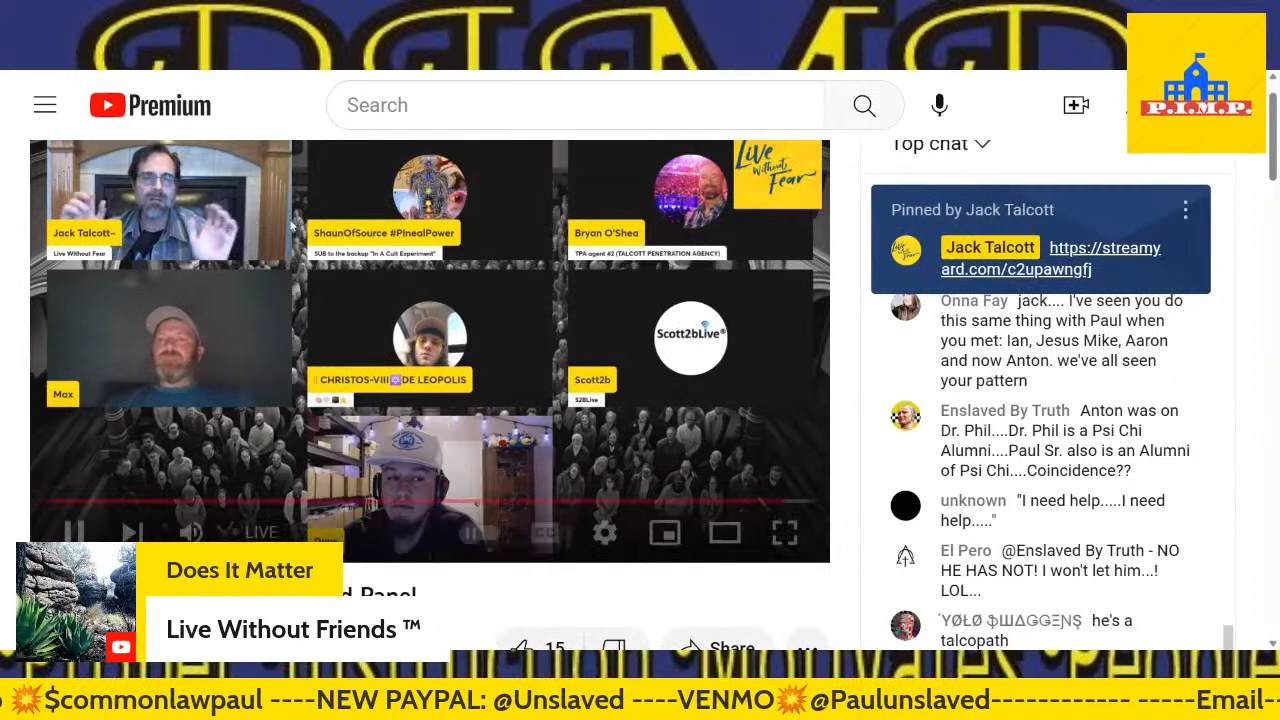 P.I.M.P.
Premium
Search
P.I.M.P.
Top chat
Live
Without
Fear
Pinned by Jack Talcott
Jack Talcott https://streamy
ard.com/c2upawngfj
Jack Talcott~
Live Without Fear
ShaunOfSource #PInealPower
SUB to the backup "In A Cult Experiment"
Bryan O'Shea
TPA agent #2 (TALCOTT PENETRATION AGENCY)
Onna Fay jack.... I've seen you do
this same thing with Paul when
you met: Ian, Jesus Mike, Aaron
and now Anton. we've all seen
your pattern
Scott2bLive®
Max
CHRISTOS-VIII🔯DE LEOPOLIS
Scott2b
S2BLive
Enslaved By Truth Anton was on
Dr. Phil....Dr. Phil is a Psi Chi
Alumni....Paul Sr. also is an Alumni
of Psi Chi....Coincidence??
unknown "I need help.....I need
help....."
LIVE
El Pero @Enslaved By Truth - NO
HE HAS NOT! I won't let him...!
LOL...
Does It Matter
d Panel
Live Without Friends ™
he's a
talcopath
15
Share
💥$commonlawpaul ----NEW PAYPAL: @Unslaved ----VENMO💥@Paulunslaved------------ -----Email--